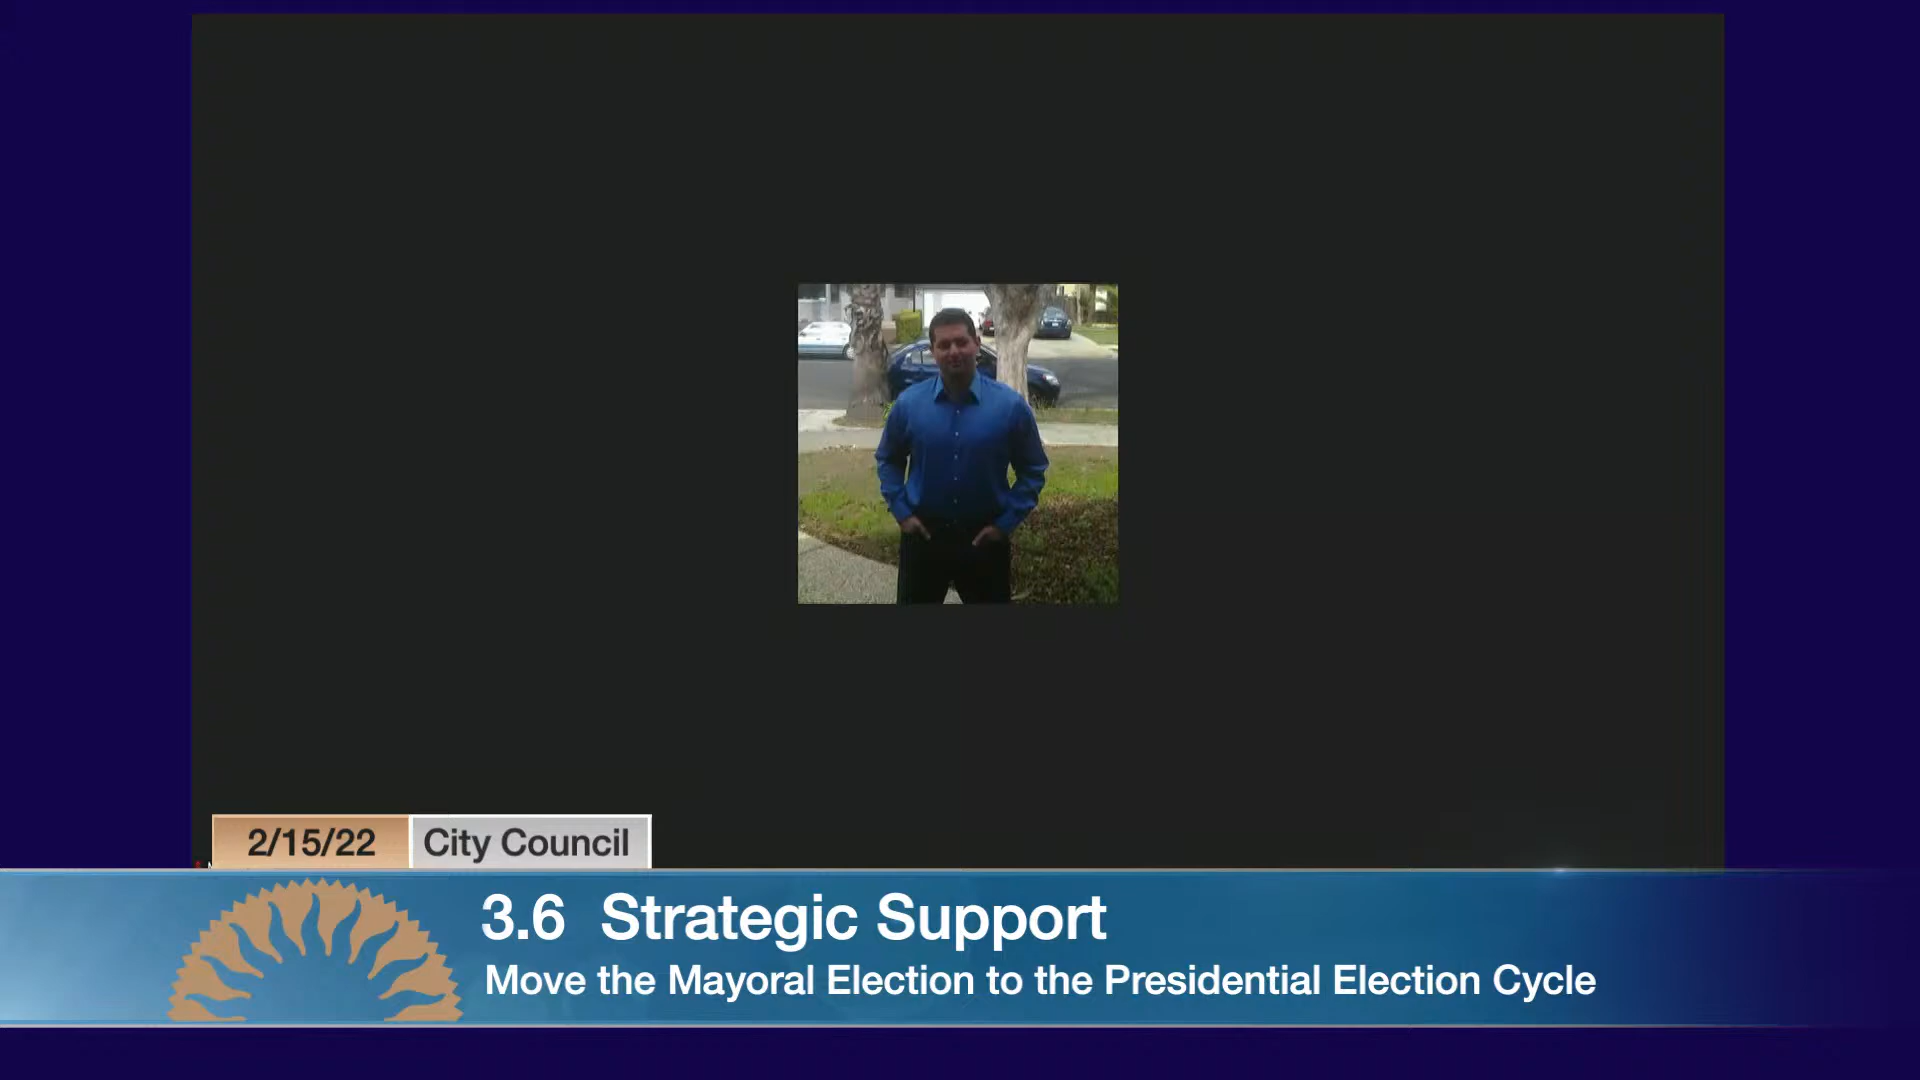 2/15/22 City Council
3.6 Strategic Support
Move the Mayoral Election to the Presidential Election Cycle